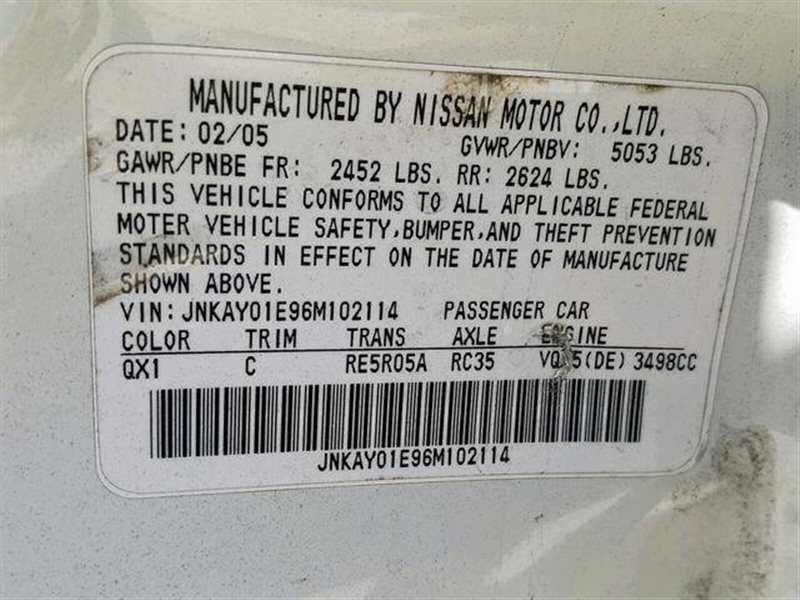 MANUFACTURED BY NISSAN MOTOR CO.,LTD.
DATE: 02/05 GVWR/PNBV: 5053 LBS.
GAWR/PNBE FR: 2452 LBS. RR: 2624 LBS.
THIS VEHICLE CONFORMS TO ALL APPLICABLE FEDERAL
MOTER VEHICLE SAFETY,BUMPER,AND THEFT PREVENTION
STANDARDS IN EFFECT ON THE DATE OF MANUFACTURE
SHOWN ABOVE.
VIN: JNKAY01E96M102114 PASSENGER CAR
COLOR TRIM TRANS AXLE ENGINE
QX1 C RE5R05A RC35 3498CC
JNKAY01E96M102114